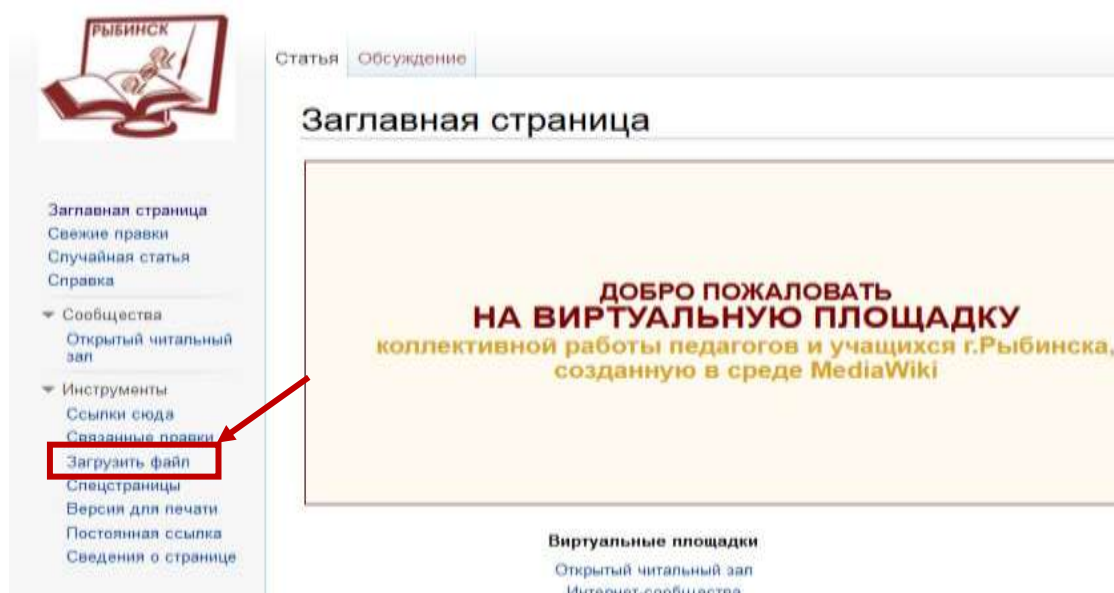 РЫБИНСК
Статья Обсуждение
Заглавная страница
Заглавная страница
Свежие правки
Случайная статья
Справка
Сообщества
Открытый читальный
зал
Инструменты
Ссылки сюда
Связанные правки
Загрузить файл
Спецстраницы
Версия для печати
Постоянная ссылка
Сведения о странице
ДОБРО ПОЖАЛОВАТЬ
НА ВИРТУАЛЬНУЮ ПЛОЩАДКУ
коллективной работы педагогов и учащихся г.Рыбинска,
созданную в среде MediaWiki
Виртуальные площадки
Открытый читальный зал
Интернет-сообщества